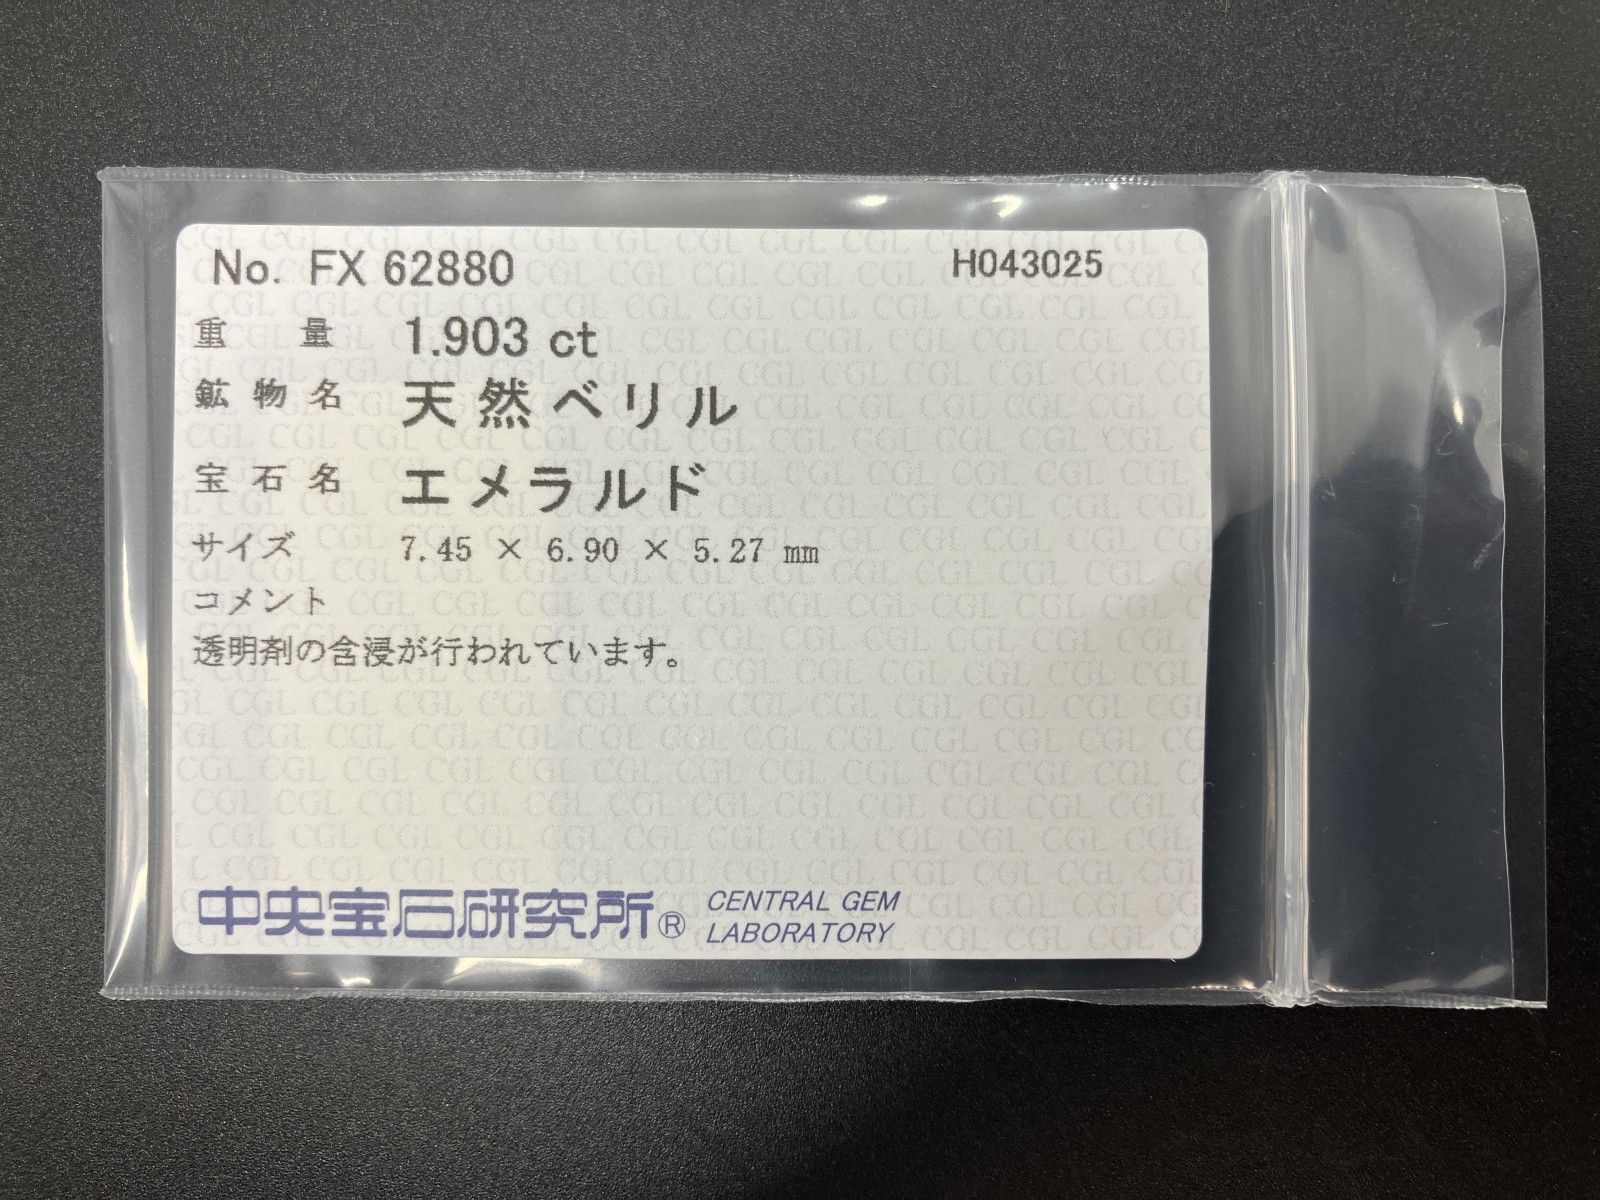 No. FX 62880 H043025
重量 1.903 ct
鉱物名 天然ベリル
宝石名 エメラルド
サイズ 7.45 × 6.90 × 5.27 mm
コメント
透明剤の含浸が行われています。
中央宝石研究所® CENTRAL GEM
LABORATORY